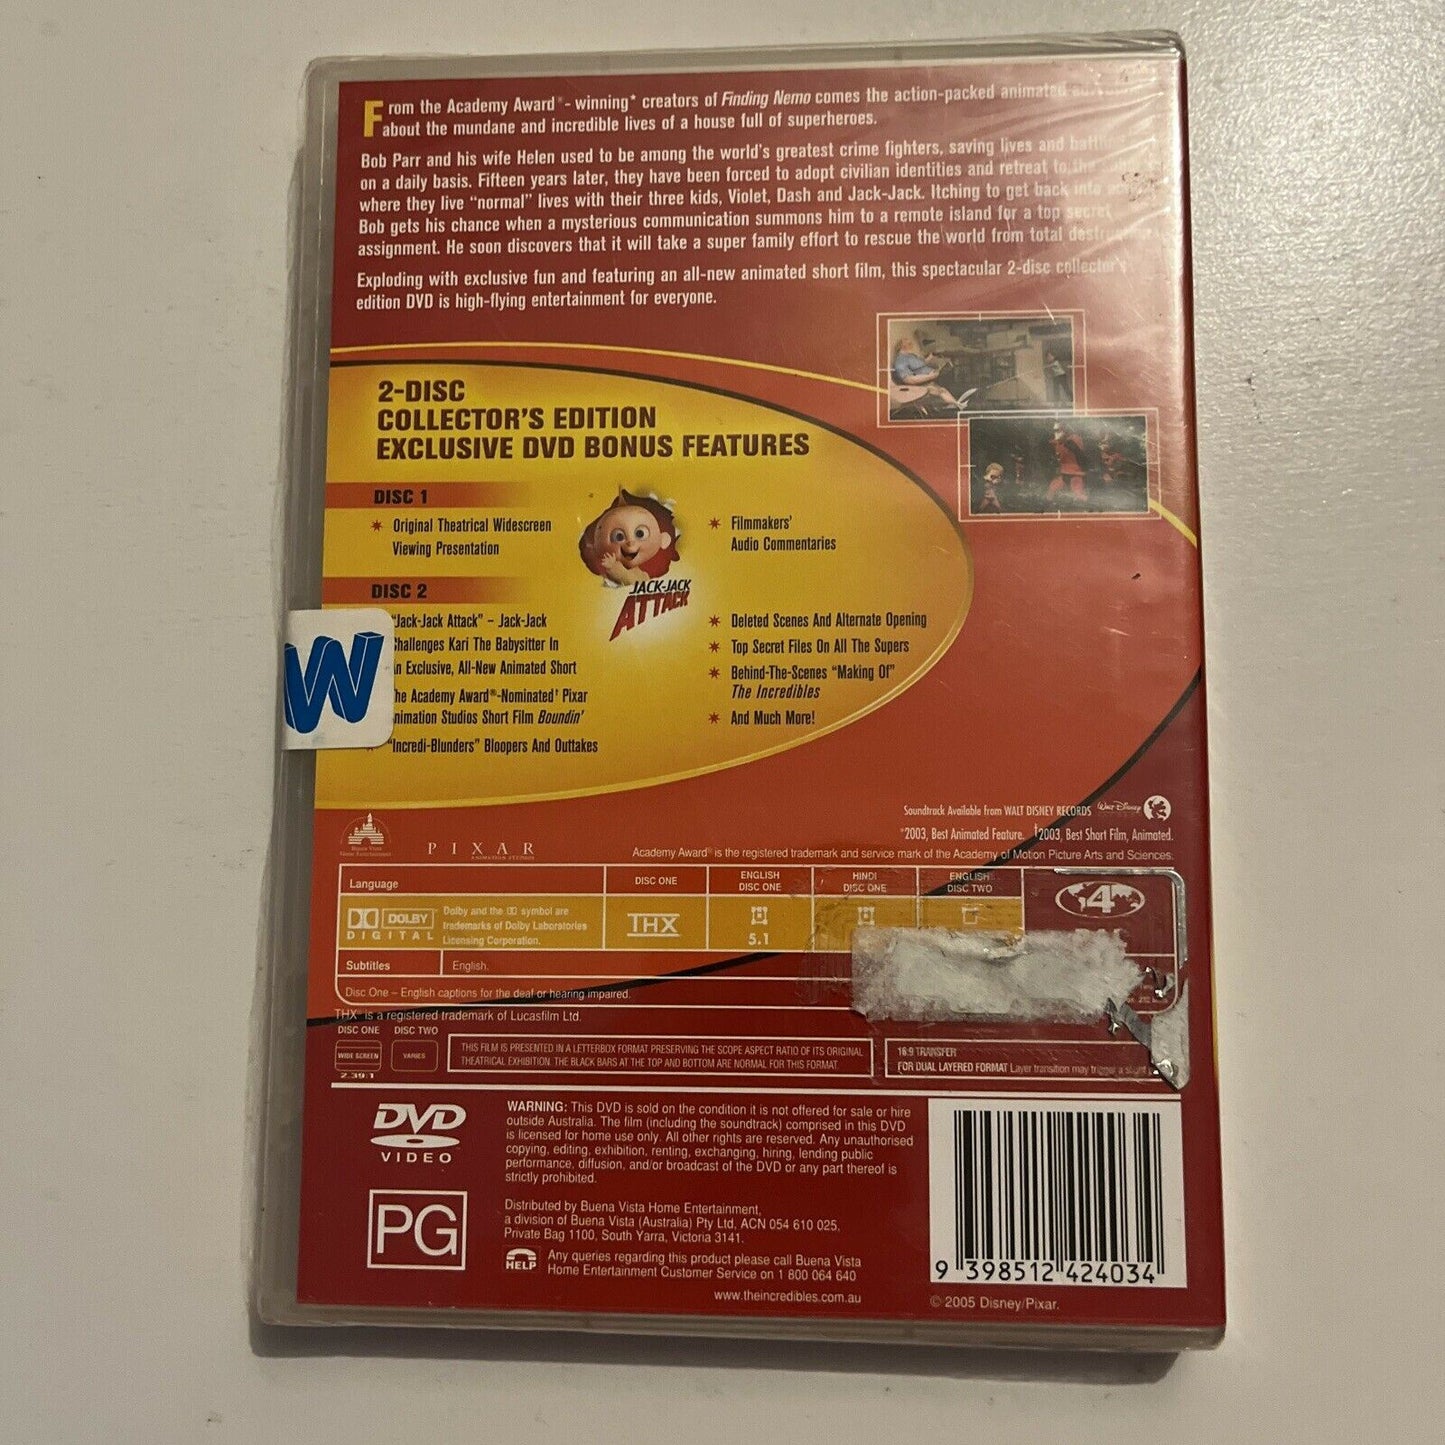 From the Academy Award®- winning* creators of Finding Nemo comes the action-packed animated
about the mundane and incredible lives of a house full of superheroes.
Bob Parr and his wife Helen used to be among the world's greatest crime fighters, saving lives and
on a daily basis. Fifteen years later, they have been forced to adopt civilian identities and retreat to the
where they live "normal" lives with their three kids, Violet, Dash and Jack-Jack. Itching to get back into
Bob gets his chance when a mysterious communication summons him to a remote island for a top secret
assignment. He soon discovers that it will take a super family effort to rescue the world from total
Exploding with exclusive fun and featuring an all-new animated short film, this spectacular 2-disc collector's
edition DVD is high-flying entertainment for everyone.
2-DISC
COLLECTOR'S EDITION
EXCLUSIVE DVD BONUS FEATURES
DISC 1
Original Theatrical Widescreen
Viewing Presentation
Filmmakers'
Audio Commentaries
JACK-JACK
ATTACK
DISC 2
"Jack-Jack Attack" – Jack-Jack
Challenges Kari The Babysitter In
An Exclusive, All-New Animated Short
The Academy Award®-Nominated† Pixar
Animation Studios Short Film Boundin'
"Incredi-Blunders" Bloopers And Outtakes
Deleted Scenes And Alternate Opening
Top Secret Files On All The Supers
Behind-The-Scenes "Making Of"
The Incredibles
And Much More!
W
Soundtrack Available from WALT DISNEY RECORDS Walt Disney
*2003, Best Animated Feature. †2003, Best Short Film, Animated.
Academy Award® is the registered trademark and service mark of the Academy of Motion Picture Arts and Sciences.
Buena Vista
Home Entertainment
PIXAR
ANIMATION STUDIOS
Language
DISC ONE
ENGLISH
DISC ONE
HINDI
DISC ONE
ENGLISH
DISC TWO
4
DOLBY
DIGITAL
Dolby and the DD symbol are
trademarks of Dolby Laboratories
Licensing Corporation.
THX
5.1
Subtitles
English.
Disc One – English captions for the deaf or hearing impaired.
THX® is a registered trademark of Lucasfilm Ltd.
DISC ONE DISC TWO
WIDE SCREEN
VARIES
2.39:1
THIS FILM IS PRESENTED IN A LETTERBOX FORMAT PRESERVING THE SCOPE ASPECT RATIO OF ITS ORIGINAL
THEATRICAL EXHIBITION. THE BLACK BARS AT THE TOP AND BOTTOM ARE NORMAL FOR THIS FORMAT.
16:9 TRANSFER
FOR DUAL LAYERED FORMAT Layer transition may trigger a slight
DVD
VIDEO
PG
WARNING: This DVD is sold on the condition it is not offered for sale or hire
outside Australia. The film (including the soundtrack) comprised in this DVD
is licensed for home use only. All other rights are reserved. Any unauthorised
copying, editing, exhibition, renting, exchanging, hiring, lending public
performance, diffusion, and/or broadcast of the DVD or any part thereof is
strictly prohibited.
Distributed by Buena Vista Home Entertainment,
a division of Buena Vista (Australia) Pty Ltd, ACN 054 610 025,
Private Bag 1100, South Yarra, Victoria 3141.
HELP
Any queries regarding this product please call Buena Vista
Home Entertainment Customer Service on 1 800 064 640
www.theincredibles.com.au
9 398512 424034
© 2005 Disney/Pixar.